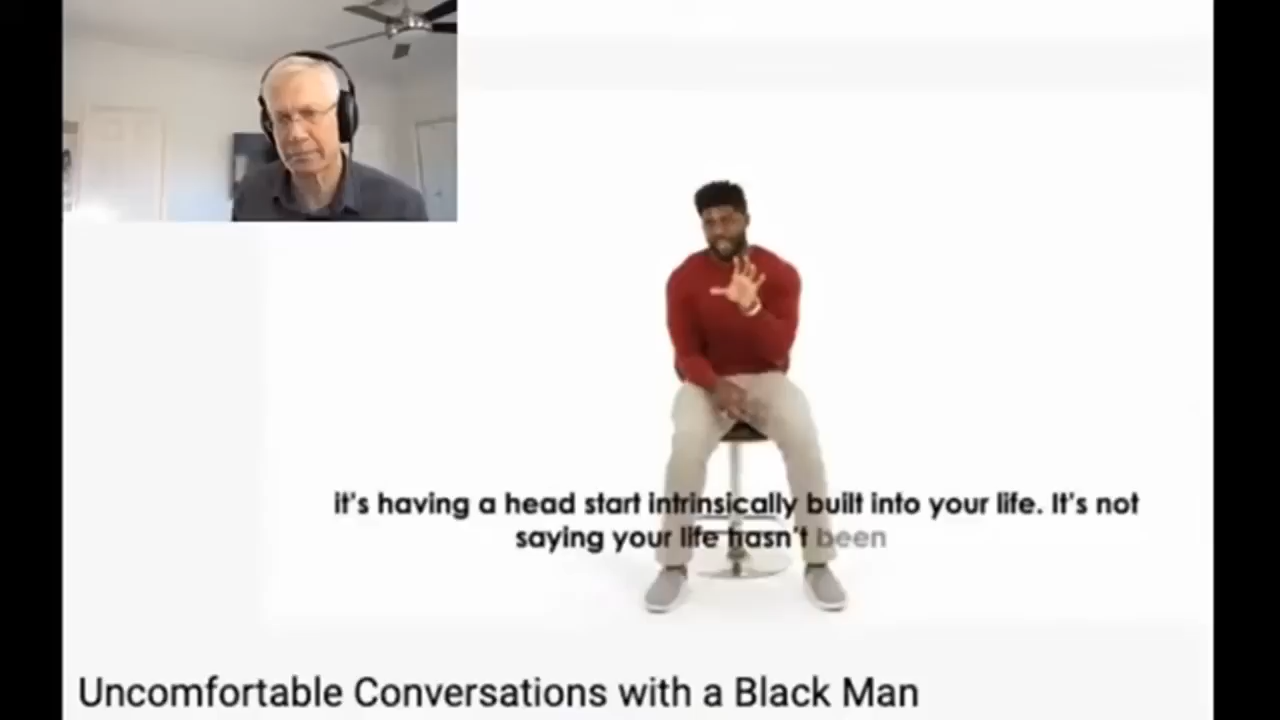 it's having a head start intrinsically built into your life. It's not
saying your life hasn't been
Uncomfortable Conversations with a Black Man